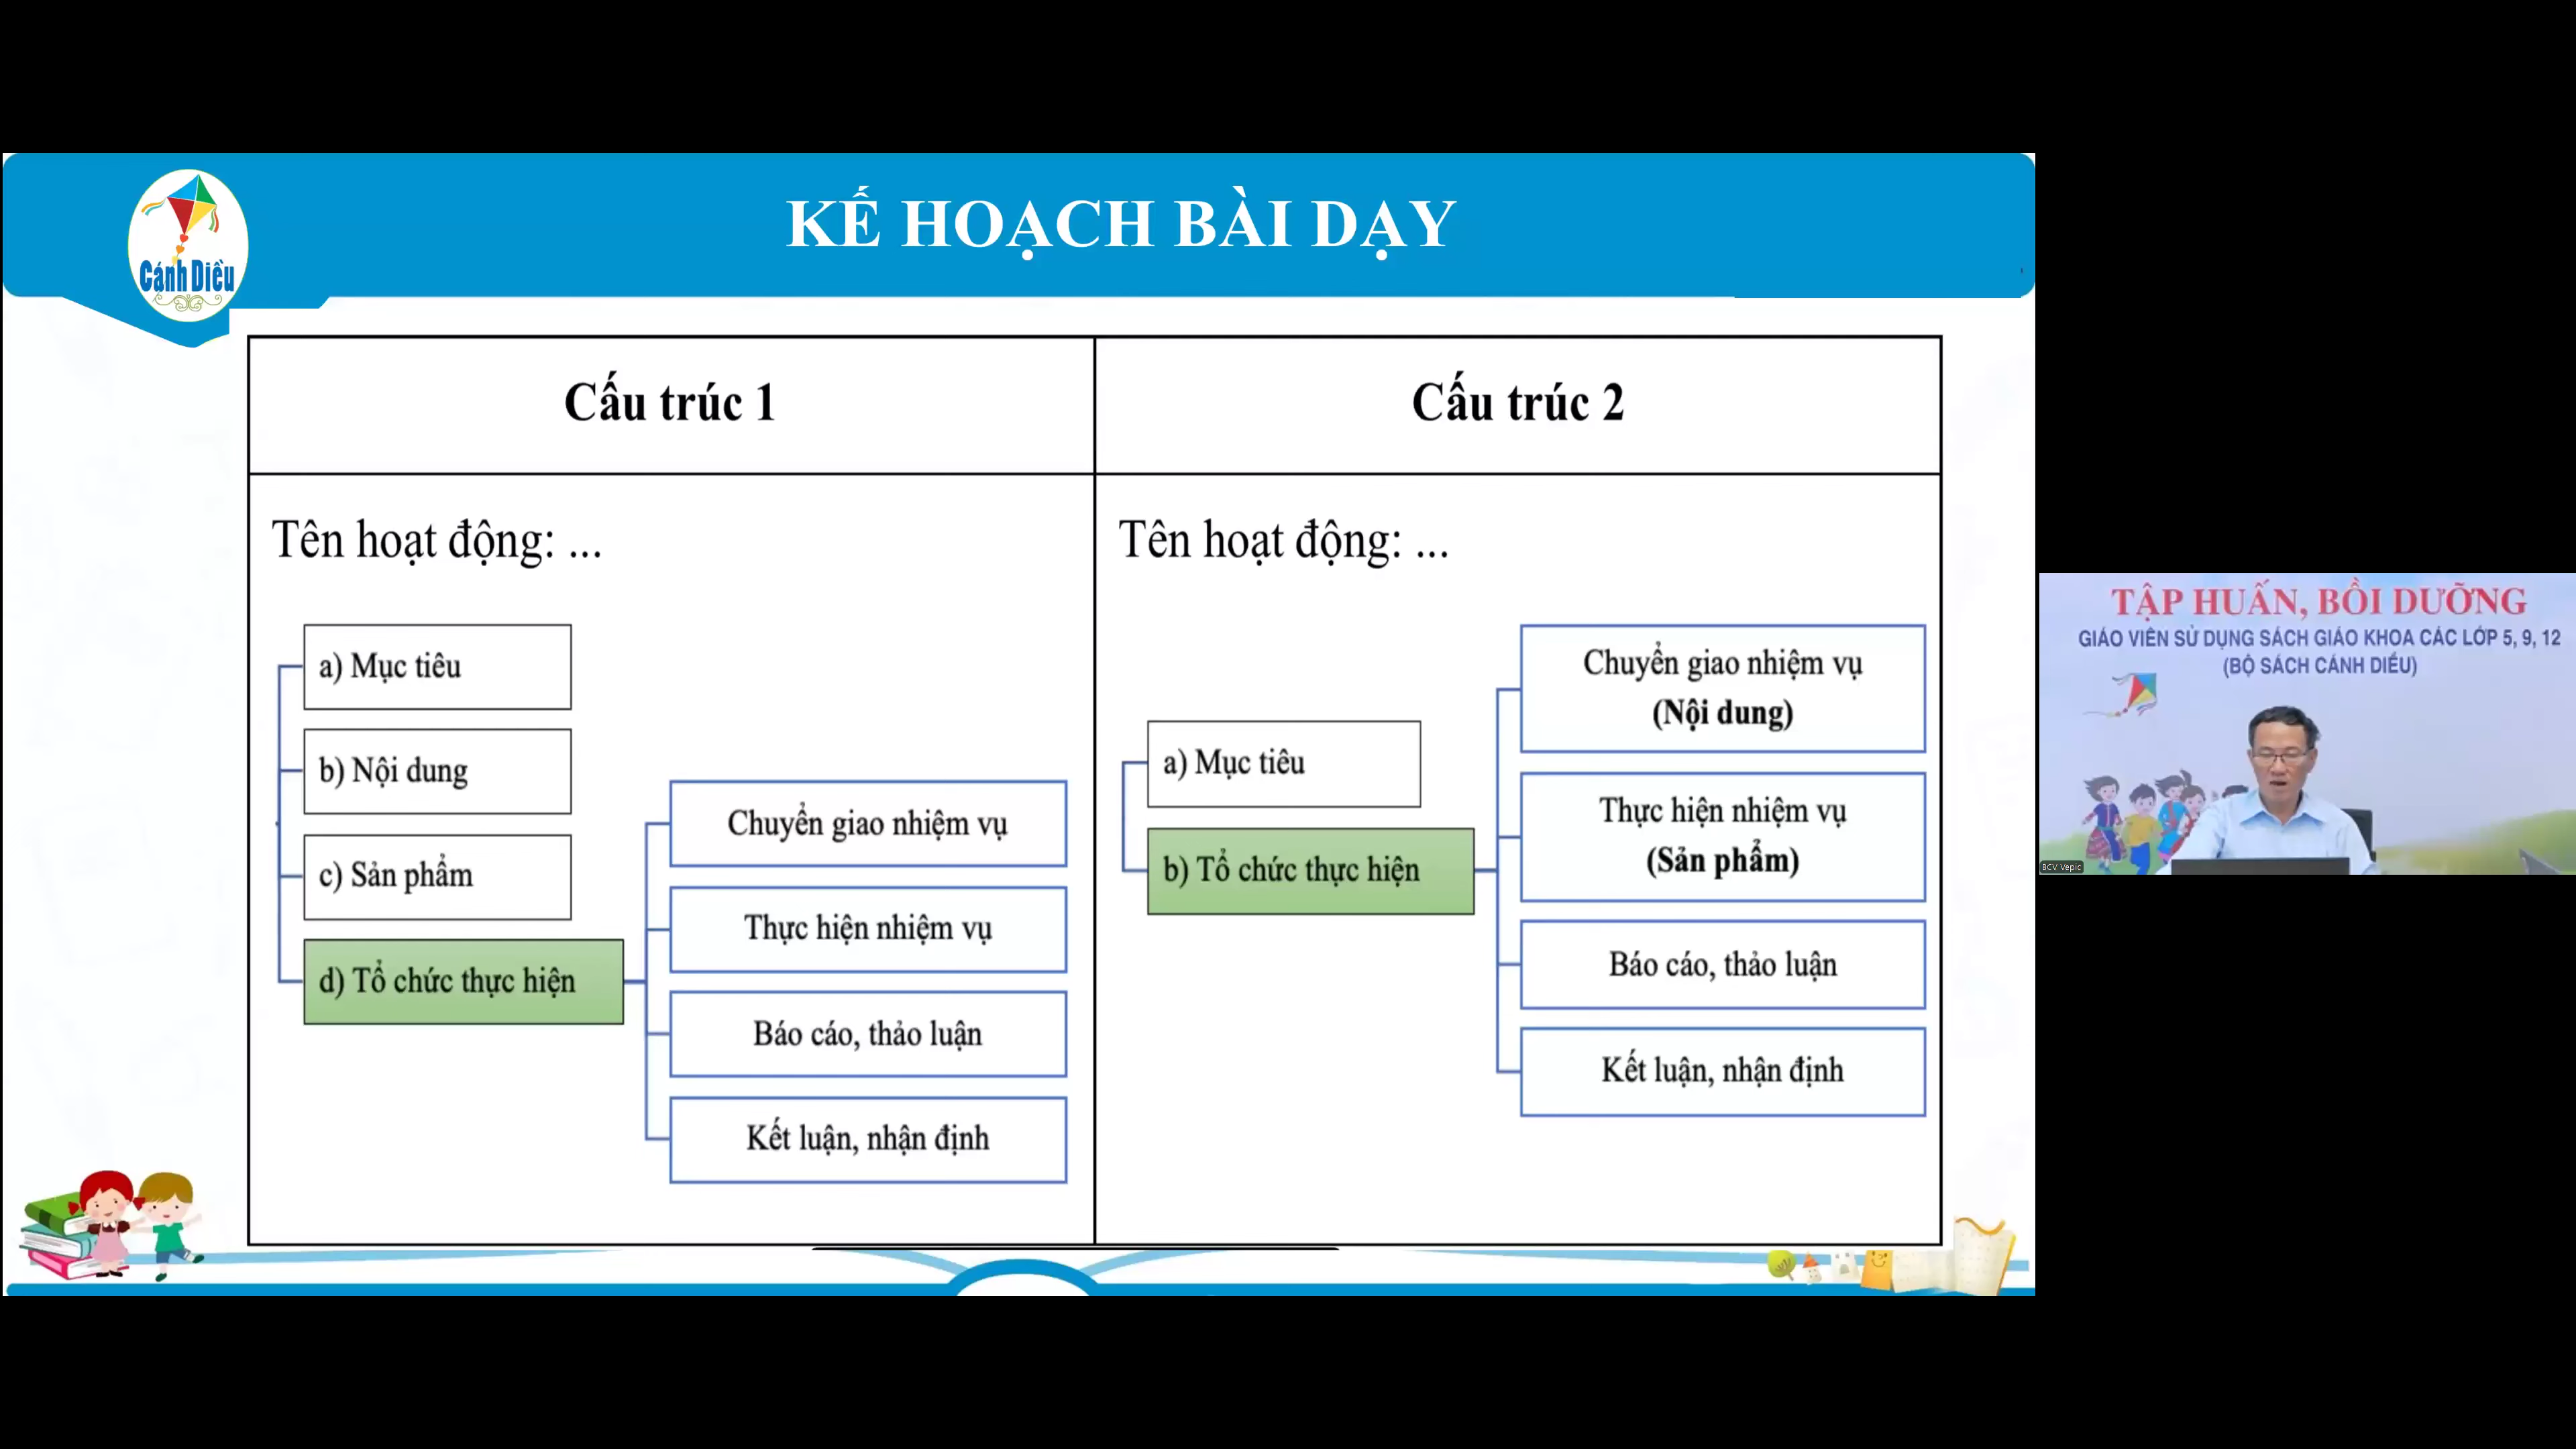 KẾ HOẠCH BÀI DẠY
Cánh Diều
Cấu trúc 1
Tên hoạt động: ...
a) Mục tiêu
b) Nội dung
c) Sản phẩm
d) Tổ chức thực hiện
Chuyển giao nhiệm vụ
Thực hiện nhiệm vụ
Báo cáo, thảo luận
Kết luận, nhận định
Cấu trúc 2
Tên hoạt động: ...
a) Mục tiêu
b) Tổ chức thực hiện
Chuyển giao nhiệm vụ
(Nội dung)
Thực hiện nhiệm vụ
(Sản phẩm)
Báo cáo, thảo luận
Kết luận, nhận định
TẬP HUẤN, BỒI DƯỠNG
GIÁO VIÊN SỬ DỤNG SÁCH GIÁO KHOA CÁC LỚP 5, 9, 12
(BỘ SÁCH CÁNH DIỀU)
BCV Vepic